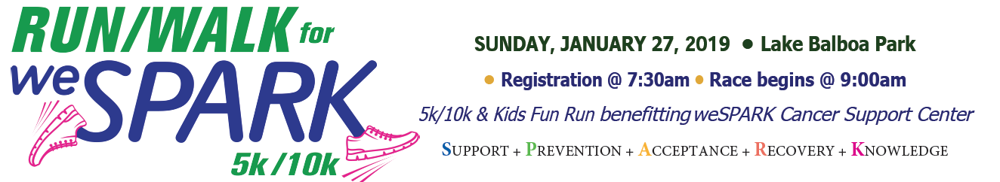 RUN/WALK for
weSPARK
5k/10k
SUNDAY, JANUARY 27, 2019 • Lake Balboa Park
• Registration @ 7:30am • Race begins @ 9:00am
5k/10k & Kids Fun Run benefitting weSPARK Cancer Support Center
SUPPORT + PREVENTION + ACCEPTANCE + RECOVERY + KNOWLEDGE